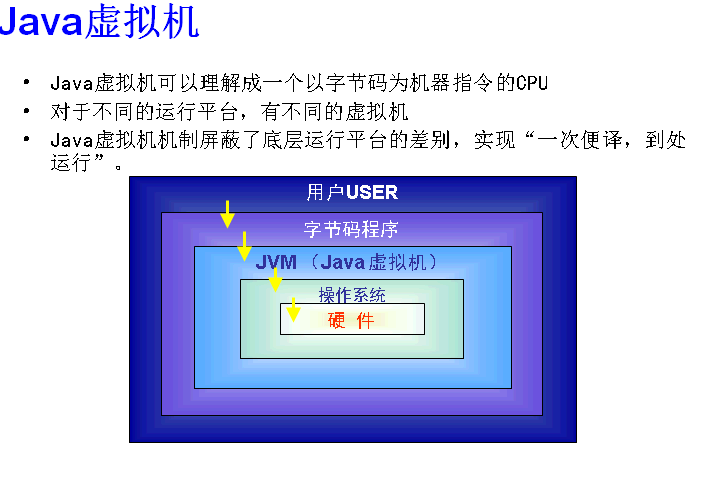 Java虚拟机
• Java虚拟机可以理解成一个以字节码为机器指令的CPU
• 对于不同的运行平台，有不同的虚拟机
• Java虚拟机机制屏蔽了底层运行平台的差别，实现“一次便译，到处
运行”。
用户USER
字节码程序
JVM （Java虚拟机）
操作系统
硬 件